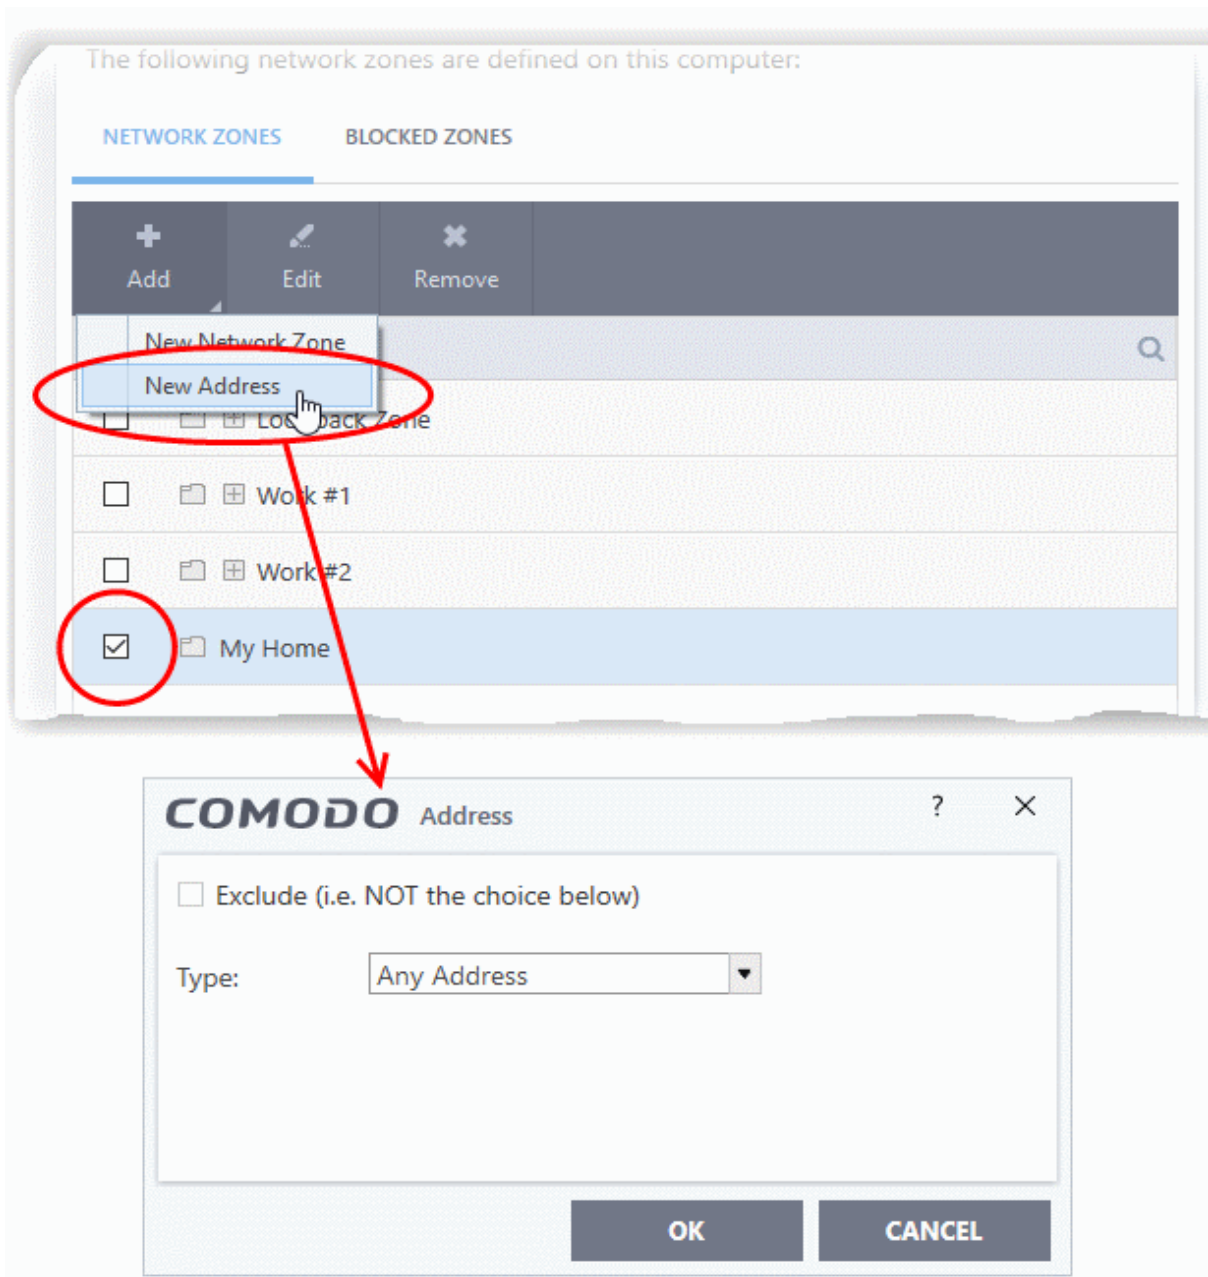 The following network zones are defined on this computer:
NETWORK ZONES BLOCKED ZONES
Add Edit Remove
New Network Zone
New Address
Loopback Zone
Work #1
Work #2
My Home
COMODO Address ? ×
Exclude (i.e. NOT the choice below)
Type: Any Address
OK CANCEL